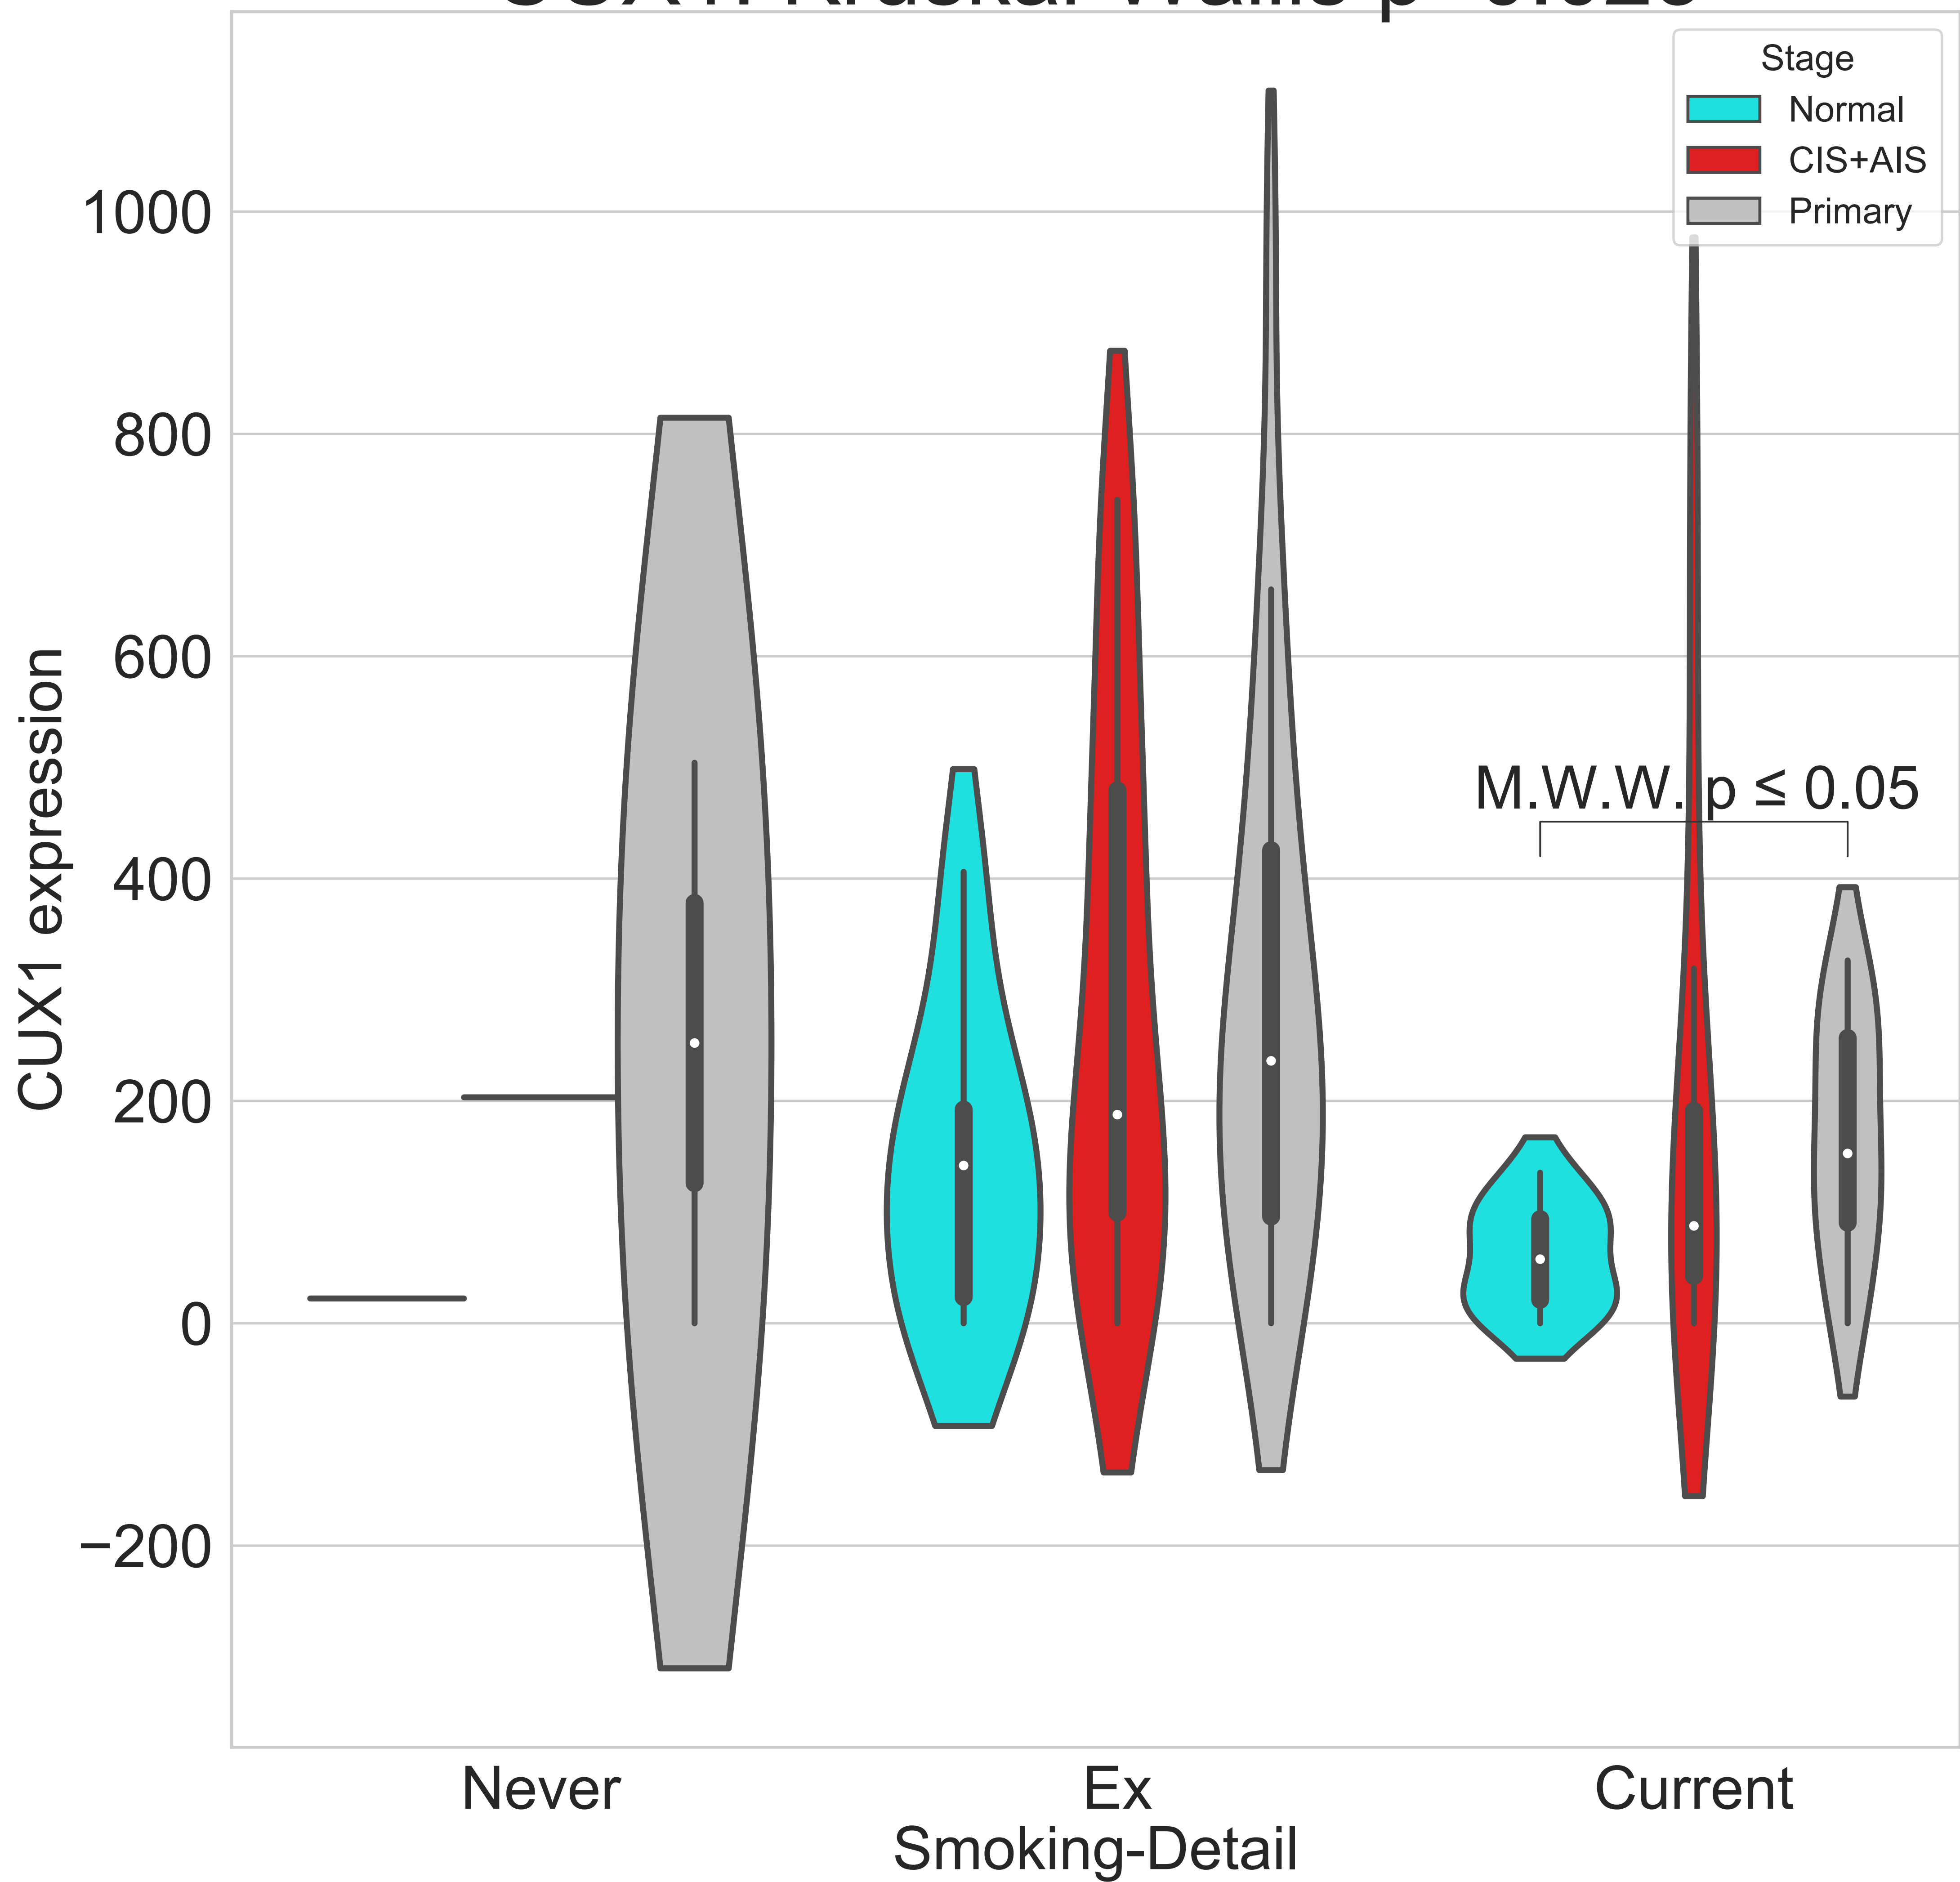 Stage
Normal
CIS+AIS
Primary
1000
800
600
400
200
0
−200
CUX1 expression
M.W.W. p ≤ 0.05
Never
Ex
Current
Smoking-Detail